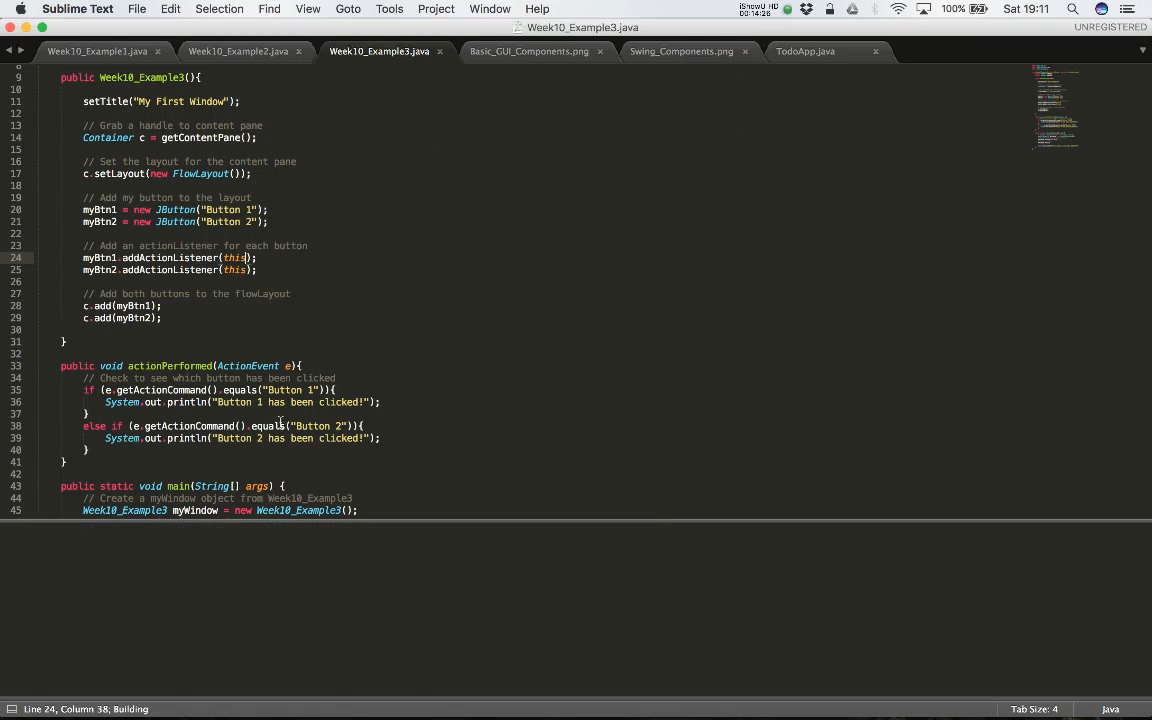 Sublime Text File Edit Selection Find View Goto Tools Project Window Help iShowU HD 00:14:26 100% Sat 19:11
Week10_Example3.java UNREGISTERED
Week10_Example1.java × Week10_Example2.java × Week10_Example3.java × Basic_GUI_Components.png × Swing_Components.png × TodoApp.java ×
8
9 public Week10_Example3(){
10
11 setTitle("My First Window");
12
13 // Grab a handle to content pane
14 Container c = getContentPane();
15
16 // Set the layout for the content pane
17 c.setLayout(new FlowLayout());
18
19 // Add my button to the layout
20 myBtn1 = new JButton("Button 1");
21 myBtn2 = new JButton("Button 2");
22
23 // Add an actionListener for each button
24 myBtn1.addActionListener(this);
25 myBtn2.addActionListener(this);
26
27 // Add both buttons to the flowLayout
28 c.add(myBtn1);
29 c.add(myBtn2);
30
31 }
32
33 public void actionPerformed(ActionEvent e){
34 // Check to see which button has been clicked
35 if (e.getActionCommand().equals("Button 1")){
36 System.out.println("Button 1 has been clicked!");
37 }
38 else if (e.getActionCommand().equals("Button 2")){
39 System.out.println("Button 2 has been clicked!");
40 }
41 }
42
43 public static void main(String[] args) {
44 // Create a myWindow object from Week10_Example3
45 Week10_Example3 myWindow = new Week10_Example3();
Line 24, Column 38; Building Tab Size: 4 Java